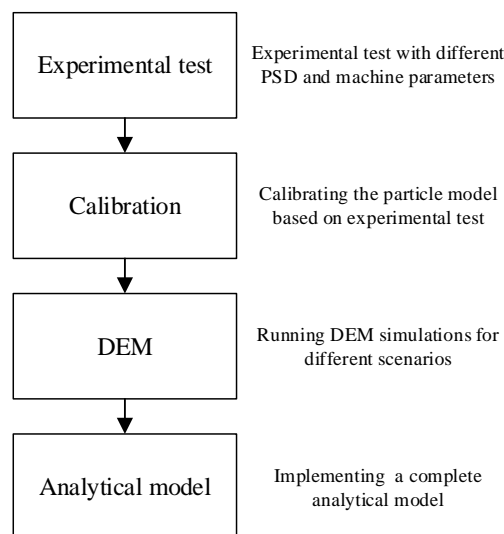 Experimental test
Experimental test with different
PSD and machine parameters
Calibration
Calibrating the particle model
based on experimental test
DEM
Running DEM simulations for
different scenarios
Analytical model
Implementing a complete
analytical model